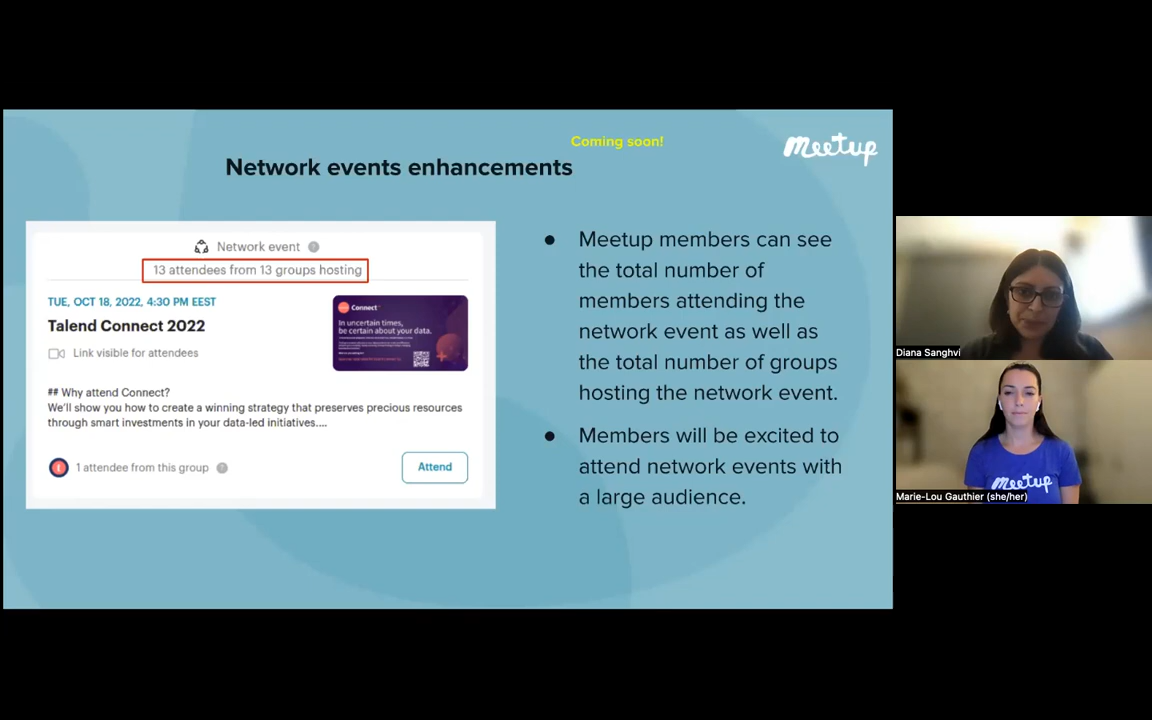 Coming soon!
meetup
Network events enhancements
Network event ?
13 attendees from 13 groups hosting
TUE, OCT 18, 2022, 4:30 PM EEST
Talend Connect 2022
Link visible for attendees
Connect
In uncertain times,
be certain about your data.
## Why attend Connect?
We'll show you how to create a winning strategy that preserves precious resources
through smart investments in your data-led initiatives....
1 attendee from this group ?
Attend
● Meetup members can see
the total number of
members attending the
network event as well as
the total number of groups
hosting the network event.
● Members will be excited to
attend network events with
a large audience.
Diana Sanghvi
meetup
Marie-Lou Gauthier (she/her)